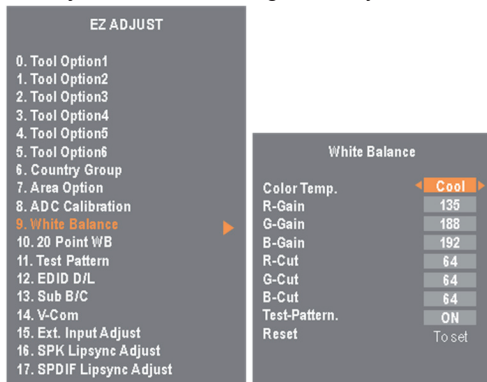 EZ ADJUST
0. Tool Option1
1. Tool Option2
2. Tool Option3
3. Tool Option4
4. Tool Option5
5. Tool Option6
6. Country Group
7. Area Option
8. ADC Calibration
9. White Balance
10. 20 Point WB
11. Test Pattern
12. EDID D/L
13. Sub B/C
14. V-Com
15. Ext. Input Adjust
16. SPK Lipsync Adjust
17. SPDIF Lipsync Adjust
White Balance
Color Temp. Cool
R-Gain 135
G-Gain 188
B-Gain 192
R-Cut 64
G-Cut 64
B-Cut 64
Test-Pattern. ON
Reset To set